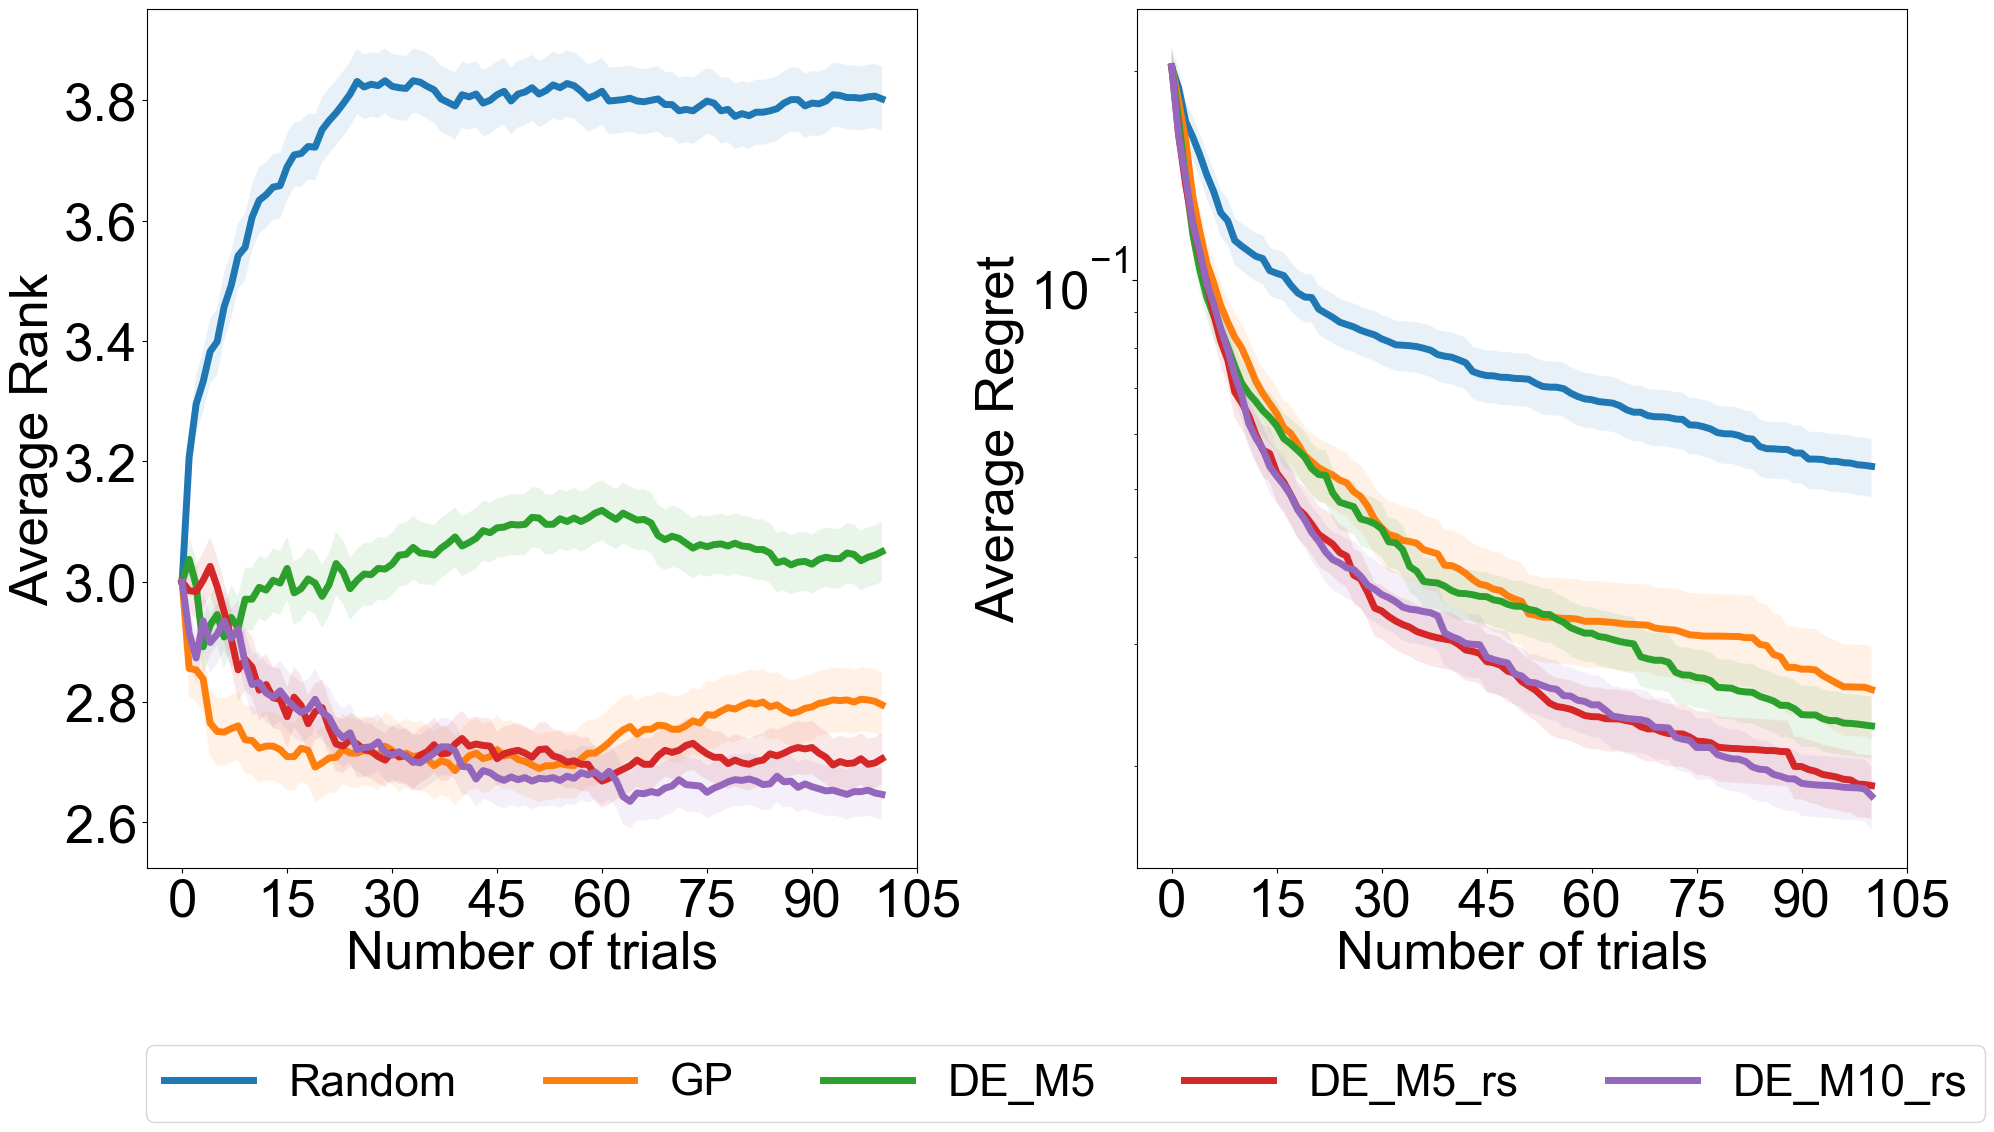 Average Rank
3.8
3.6
3.4
3.2
3.0
2.8
2.6
0 15 30 45 60 75 90 105
Number of trials
Average Regret
10⁻¹
0 15 30 45 60 75 90 105
Number of trials
Random GP DE_M5 DE_M5_rs DE_M10_rs